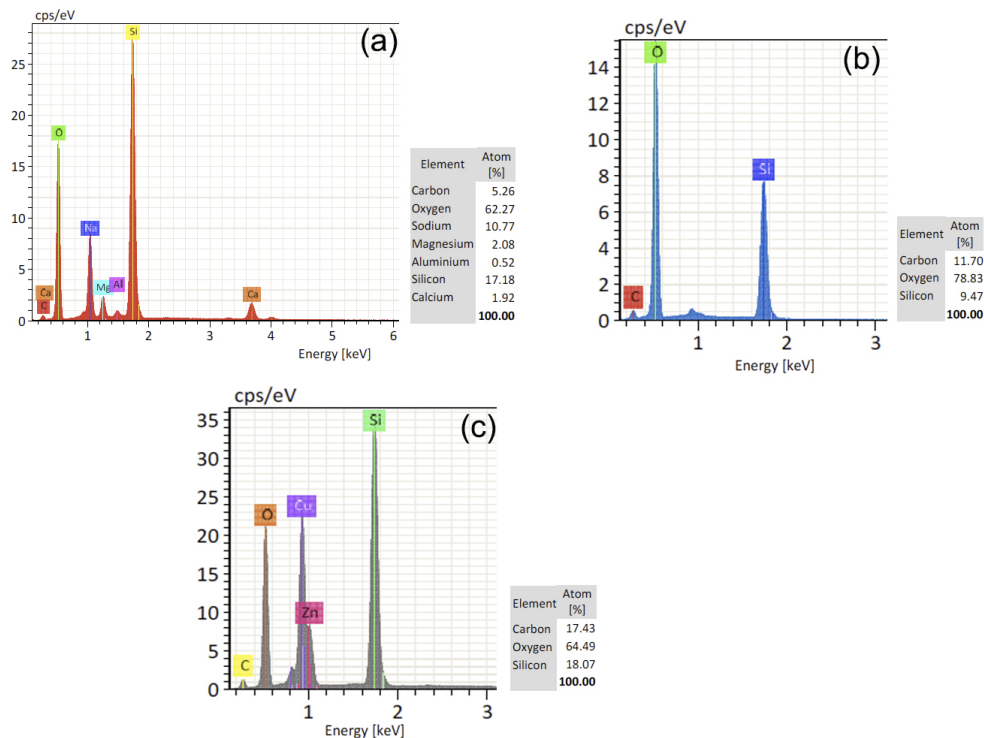 cps/eV
(a)
Si
25
20
O
15
10
Na
5
Mg
Al
Ca
C
Ca
0
1 2 3 4 5 6
Energy [keV]
Element Atom [%]
Carbon 5.26
Oxygen 62.27
Sodium 10.77
Magnesium 2.08
Aluminium 0.52
Silicon 17.18
Calcium 1.92
100.00
cps/eV
(b)
O
14
12
10
8
Si
6
4
2
C
0
1 2 3
Energy [keV]
Element Atom [%]
Carbon 11.70
Oxygen 78.83
Silicon 9.47
100.00
cps/eV
(c)
35
Si
30
25
Cu
O
20
15
10
Zn
5
C
0
1 2 3
Energy [keV]
Element Atom [%]
Carbon 17.43
Oxygen 64.49
Silicon 18.07
100.00